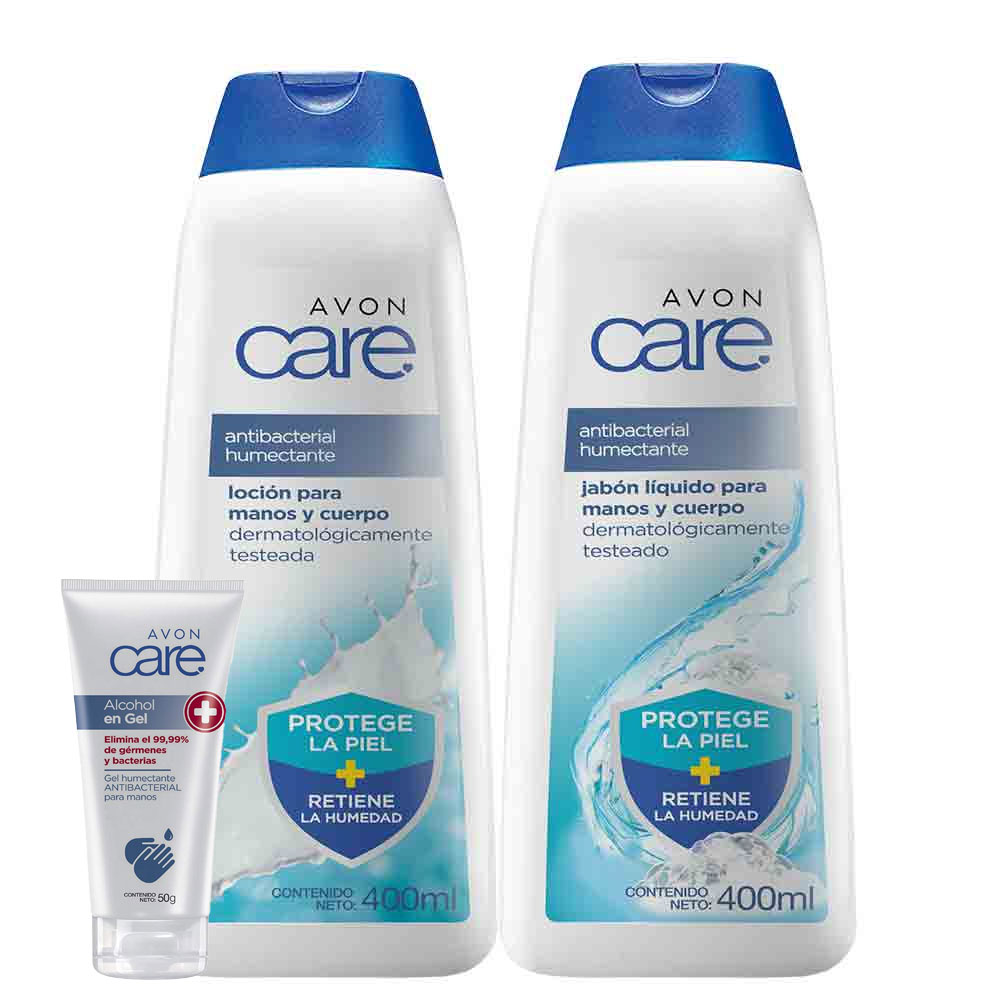 AVON
care
antibacterial
humectante
loción para
manos y cuerpo
dermatológicamente
testeada
PROTEGE
LA PIEL
+
RETIENE
LA HUMEDAD
CONTENIDO
NETO: 400ml
AVON
care
antibacterial
humectante
jabón líquido para
manos y cuerpo
dermatológicamente
testeado
PROTEGE
LA PIEL
+
RETIENE
LA HUMEDAD
CONTENIDO
NETO: 400ml
AVON
care
Alcohol
en Gel
Elimina el 99,99%
de gérmenes
y bacterias
Gel humectante
ANTIBACTERIAL
para manos
CONTENIDO
NETO: 50g